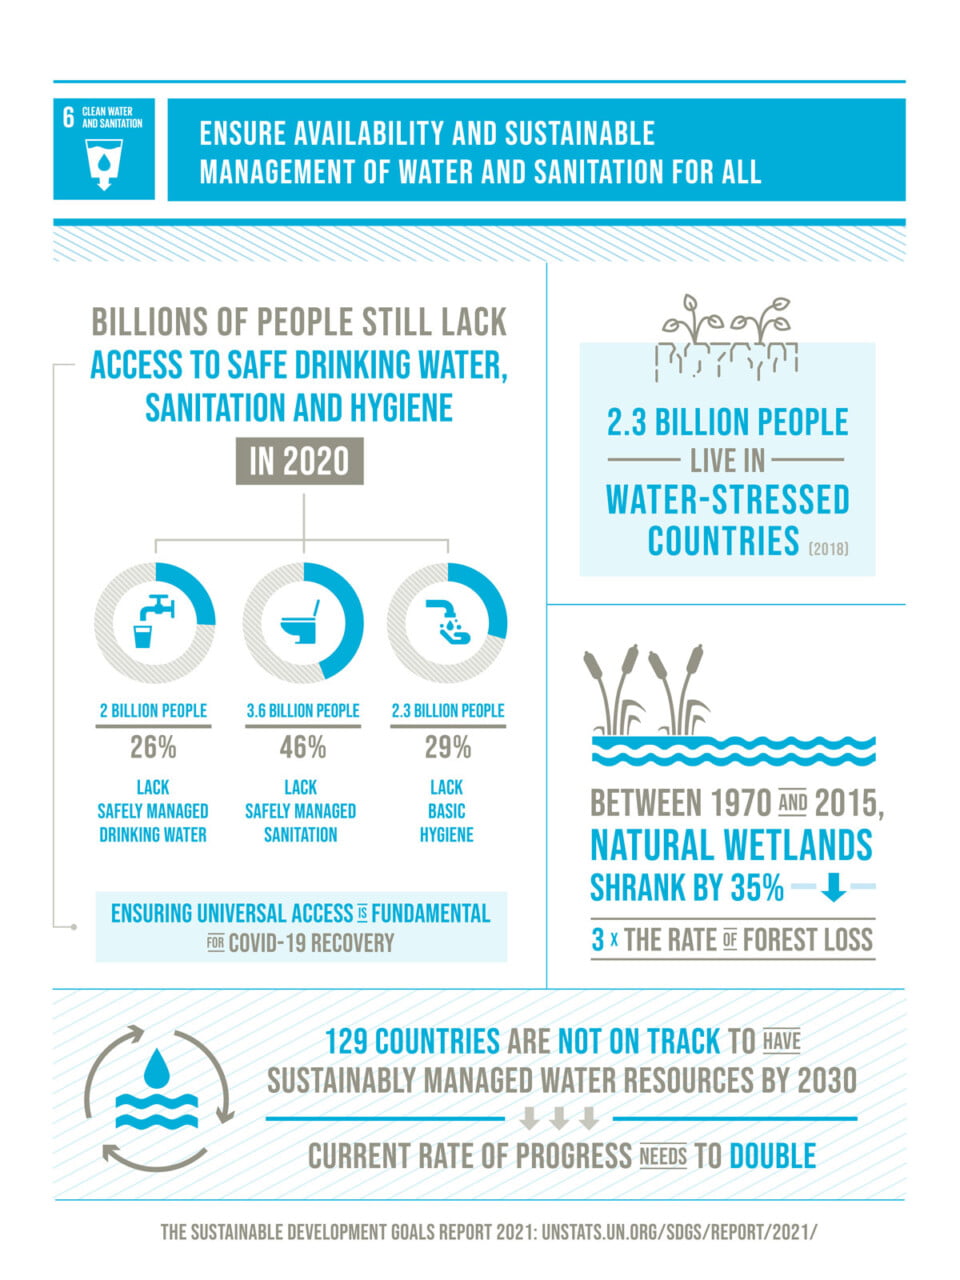 6 CLEAN WATER
AND SANITATION
ENSURE AVAILABILITY AND SUSTAINABLE
MANAGEMENT OF WATER AND SANITATION FOR ALL
BILLIONS OF PEOPLE STILL LACK
ACCESS TO SAFE DRINKING WATER,
SANITATION AND HYGIENE
IN 2020
2 BILLION PEOPLE
26%
LACK
SAFELY MANAGED
DRINKING WATER
3.6 BILLION PEOPLE
46%
LACK
SAFELY MANAGED
SANITATION
2.3 BILLION PEOPLE
29%
LACK
BASIC
HYGIENE
ENSURING UNIVERSAL ACCESS IS FUNDAMENTAL
FOR COVID-19 RECOVERY
2.3 BILLION PEOPLE
LIVE IN
WATER-STRESSED
COUNTRIES (2018)
BETWEEN 1970 AND 2015,
NATURAL WETLANDS
SHRANK BY 35%
3 X THE RATE OF FOREST LOSS
129 COUNTRIES ARE NOT ON TRACK TO HAVE
SUSTAINABLY MANAGED WATER RESOURCES BY 2030
CURRENT RATE OF PROGRESS NEEDS TO DOUBLE
THE SUSTAINABLE DEVELOPMENT GOALS REPORT 2021: UNSTATS.UN.ORG/SDGS/REPORT/2021/